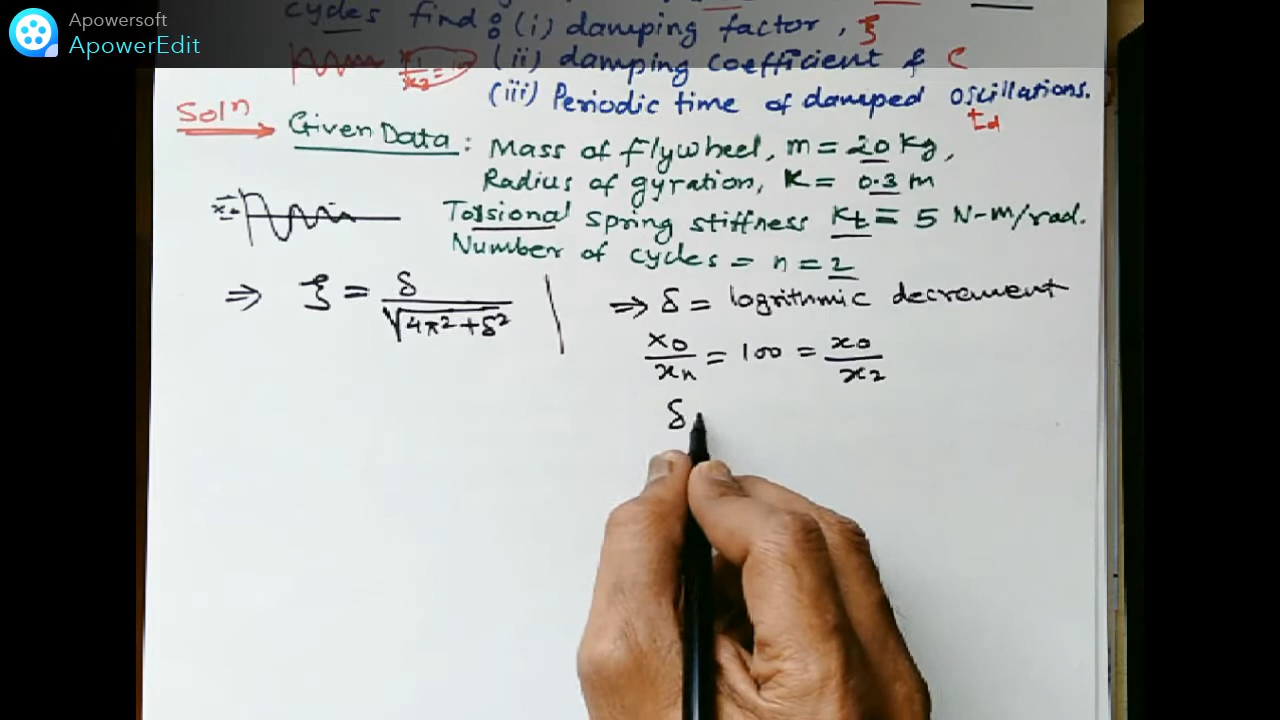 Apowersoft
ApowerEdit
cycles find: (i) damping factor, ξ
(ii) damping coefficient & C
(iii) Periodic time of damped oscillations.
td
Soln
Given Data: Mass of flywheel, m = 20 kg,
Radius of gyration, K = 0.3 m
Torsional spring stiffness Kt = 5 N-m/rad.
Number of cycles = n = 2
⇒ ξ = δ / √4π²+δ²
⇒ δ = logrithmic decrement
x0/xn = 100 = x0/x2
δ